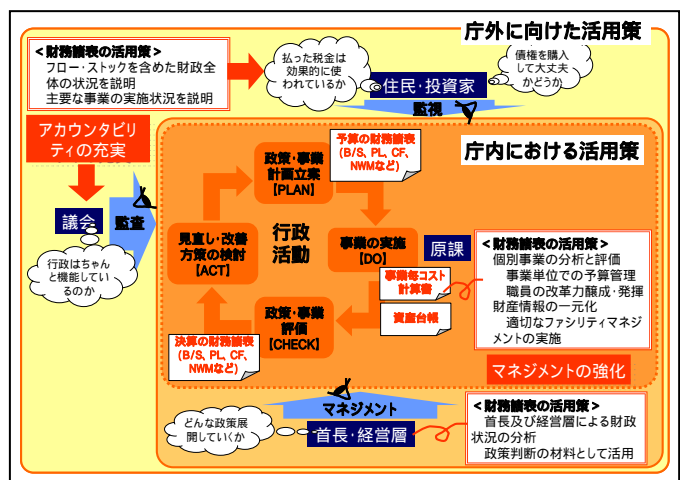 庁外に向けた活用策
<財務諸表の活用策>
フロー・ストックを含めた財政全
体の状況を説明
主要な事業の実施状況を説明
払った税金は
効果的に使
われているか
債権を購入
して大丈夫
かどうか
住民・投資家
監視
アカウンタビリ
ティの充実
議会
監査
行政はちゃん
と機能してい
るのか
庁内における活用策
予算の財務諸表
(B/S, PL, CF,
NWMなど)
政策・事業
計画立案
[PLAN]
行政
活動
事業の実施
[DO]
原課
見直し・改善
方策の検討
[ACT]
政策・事業
評価
[CHECK]
事業毎コスト
計算書
資産台帳
決算の財務諸表
(B/S, PL, CF,
NWMなど)
<財務諸表の活用策>
個別事業の分析と評価
事業単位での予算管理
職員の改革力醸成・発揮
財産情報の一元化
適切なファシリティマネジ
メントの実施
マネジメントの強化
マネジメント
どんな政策展
開していくか
首長・経営層
<財務諸表の活用策>
首長及び経営層による財政
状況の分析
政策判断の材料として活用